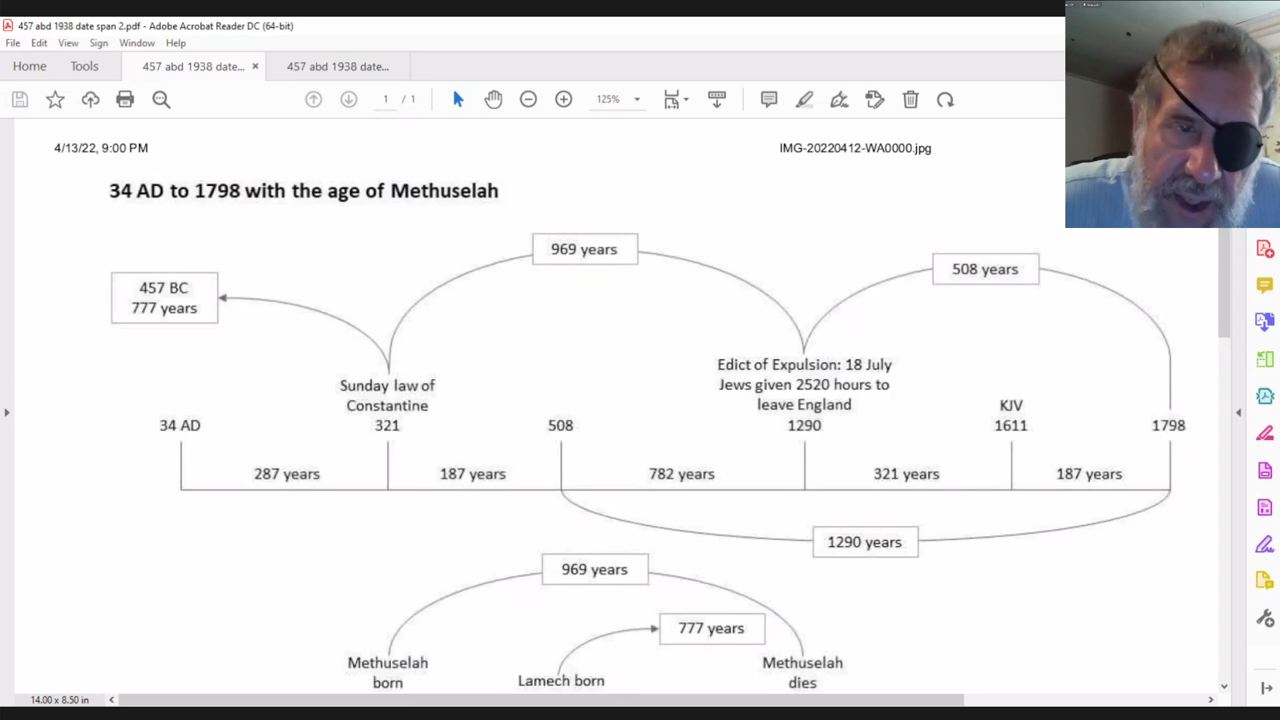 457 abd 1938 date span 2.pdf - Adobe Acrobat Reader DC (64-bit)
File Edit View Sign Window Help
Home Tools 457 abd 1938 date... × 457 abd 1938 date...
1 / 1 125%
4/13/22, 9:00 PM IMG-20220412-WA0000.jpg
34 AD to 1798 with the age of Methuselah
969 years
508 years
457 BC
777 years
Edict of Expulsion: 18 July
Jews given 2520 hours to
leave England
Sunday law of
Constantine
KJV
34 AD 321 508 1290 1611 1798
287 years 187 years 782 years 321 years 187 years
1290 years
969 years
777 years
Methuselah
born
Lamech born
Methuselah
dies
14.00 x 8.50 in